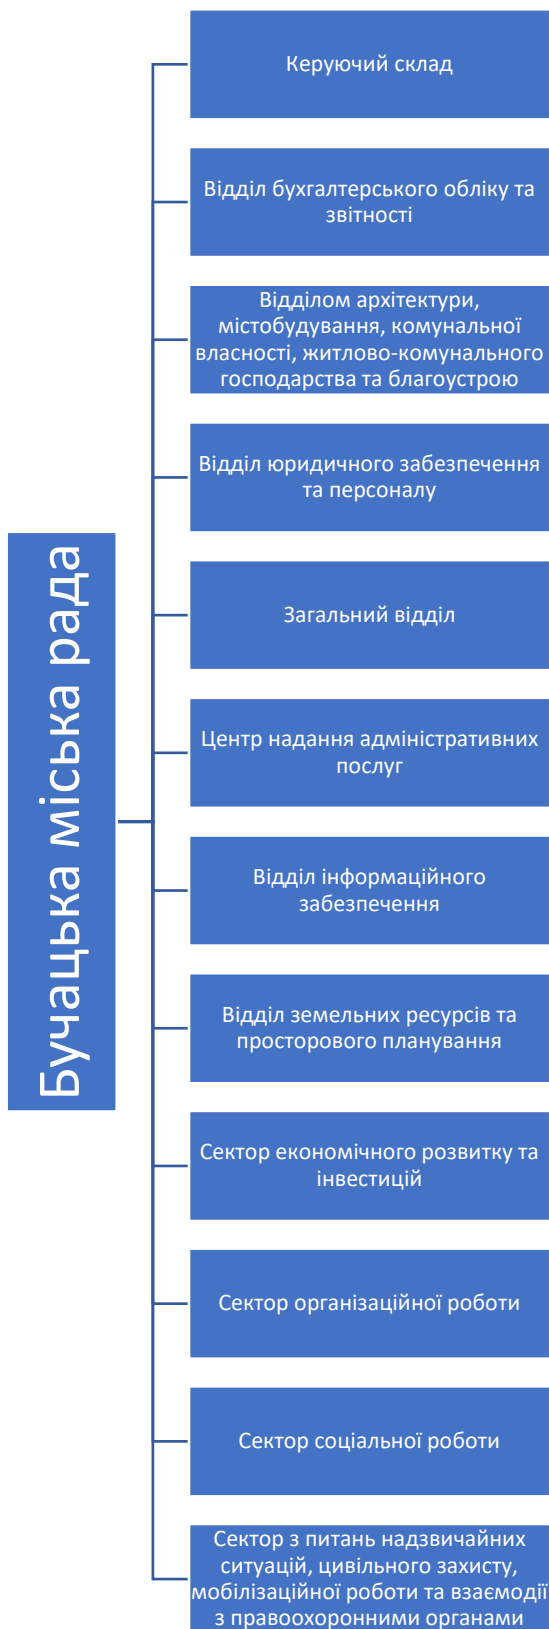 Бучацька міська рада
Керуючий склад
Відділ бухгалтерського обліку та
звітності
Відділом архітектури,
містобудування, комунальної
власності, житлово-комунального
господарства та благоустрою
Відділ юридичного забезпечення
та персоналу
Загальний відділ
Центр надання адміністративних
послуг
Відділ інформаційного
забезпечення
Відділ земельних ресурсів та
просторового планування
Сектор економічного розвитку та
інвестицій
Сектор організаційної роботи
Сектор соціальної роботи
Сектор з питань надзвичайних
ситуацій, цивільного захисту,
мобілізаційної роботи та взаємодії
з правоохоронними органами